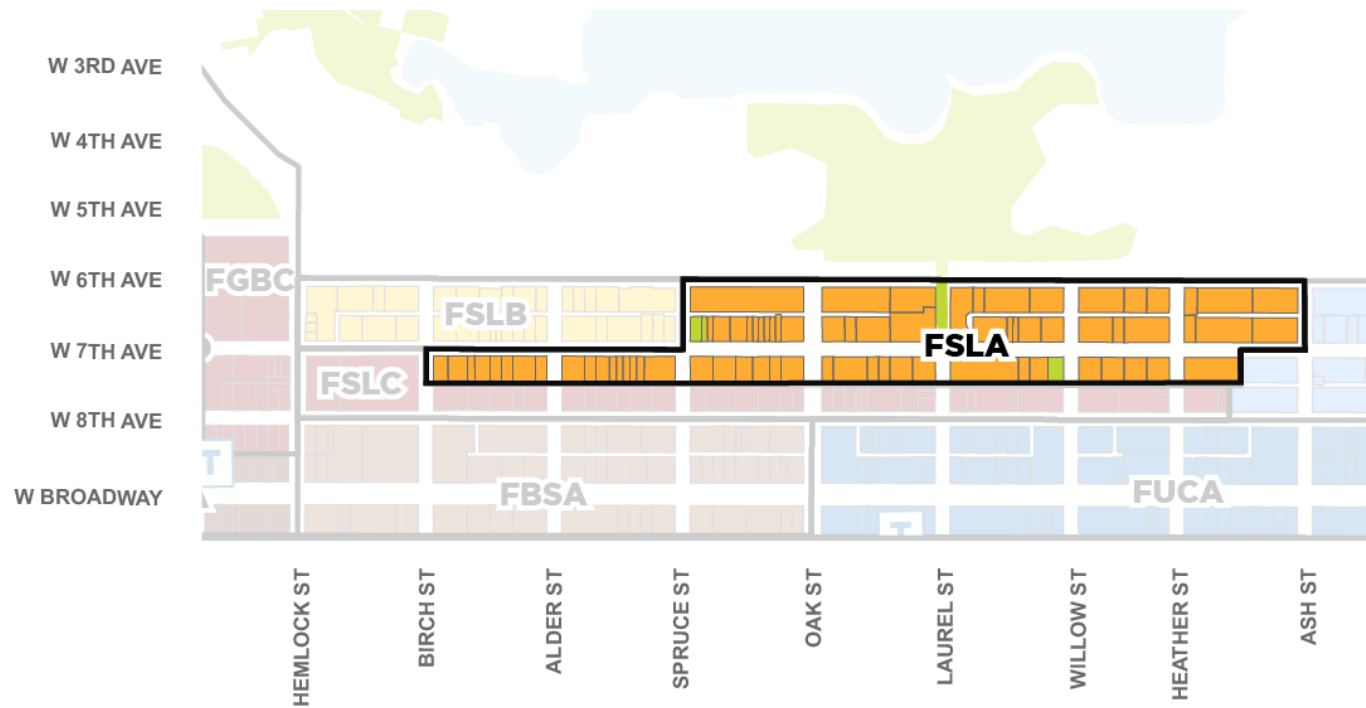 W 3RD AVE
W 4TH AVE
W 5TH AVE
W 6TH AVE
FGBC
FSLB
W 7TH AVE
FSLA
FSLC
W 8TH AVE
T
W BROADWAY
A
FBSA
FUCA
T
HEMLOCK ST
BIRCH ST
ALDER ST
SPRUCE ST
OAK ST
LAUREL ST
WILLOW ST
HEATHER ST
ASH ST